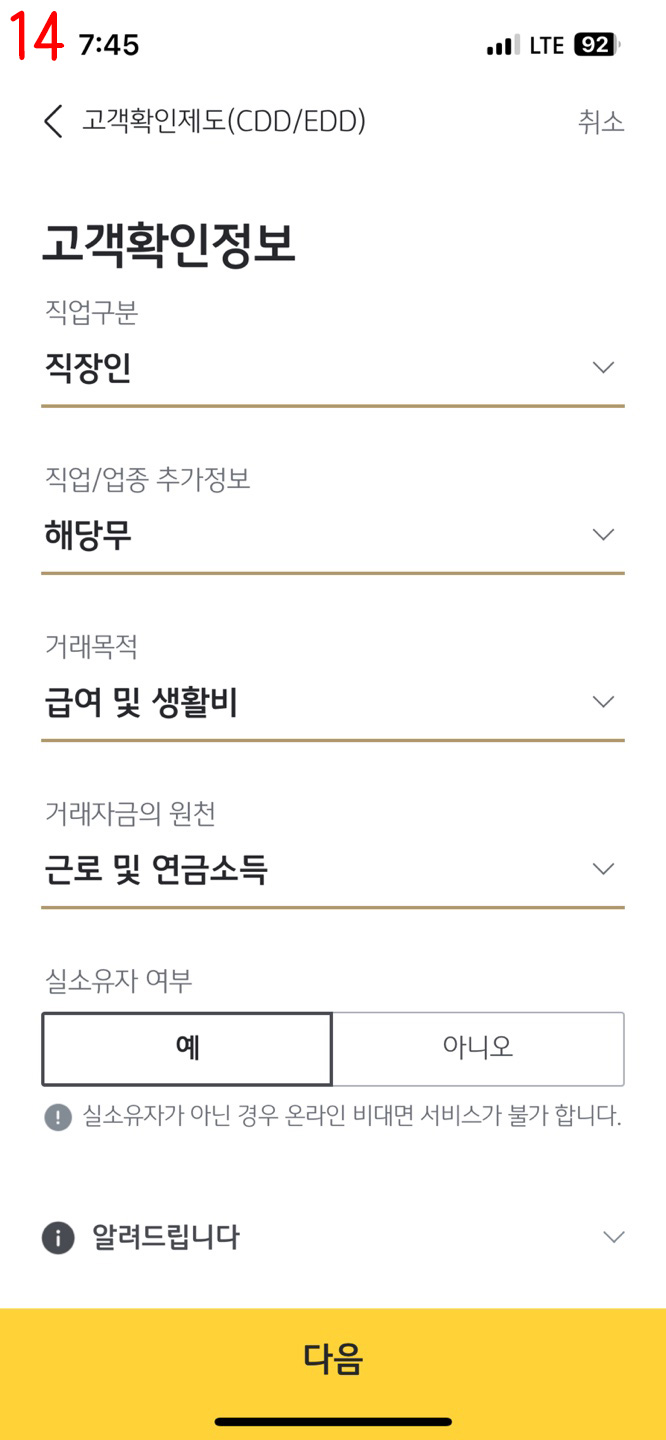 14 7:45 LTE 92
고객확인제도(CDD/EDD) 취소
고객확인정보
직업구분
직장인
직업/업종 추가정보
해당무
거래목적
급여 및 생활비
거래자금의 원천
근로 및 연금소득
실소유자 여부
예 아니오
실소유자가 아닌 경우 온라인 비대면 서비스가 불가 합니다.
알려드립니다
다음